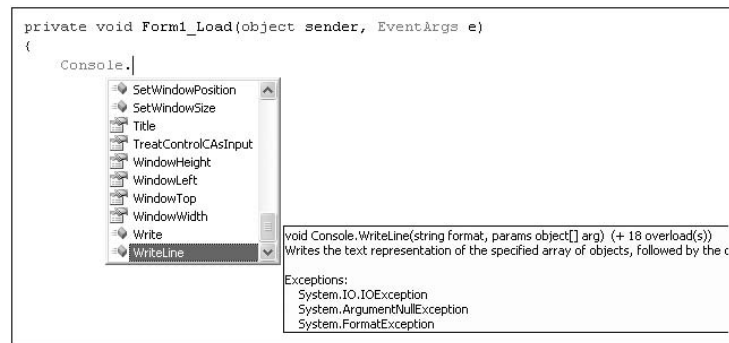 private void Form1_Load(object sender, EventArgs e)
{
Console.
SetWindowPosition
SetWindowSize
Title
TreatControlCAsInput
WindowHeight
WindowLeft
WindowTop
WindowWidth
Write
WriteLine
void Console.WriteLine(string format, params object[] arg) (+ 18 overload(s))
Writes the text representation of the specified array of objects, followed by the
Exceptions:
System.IO.IOException
System.ArgumentNullException
System.FormatException